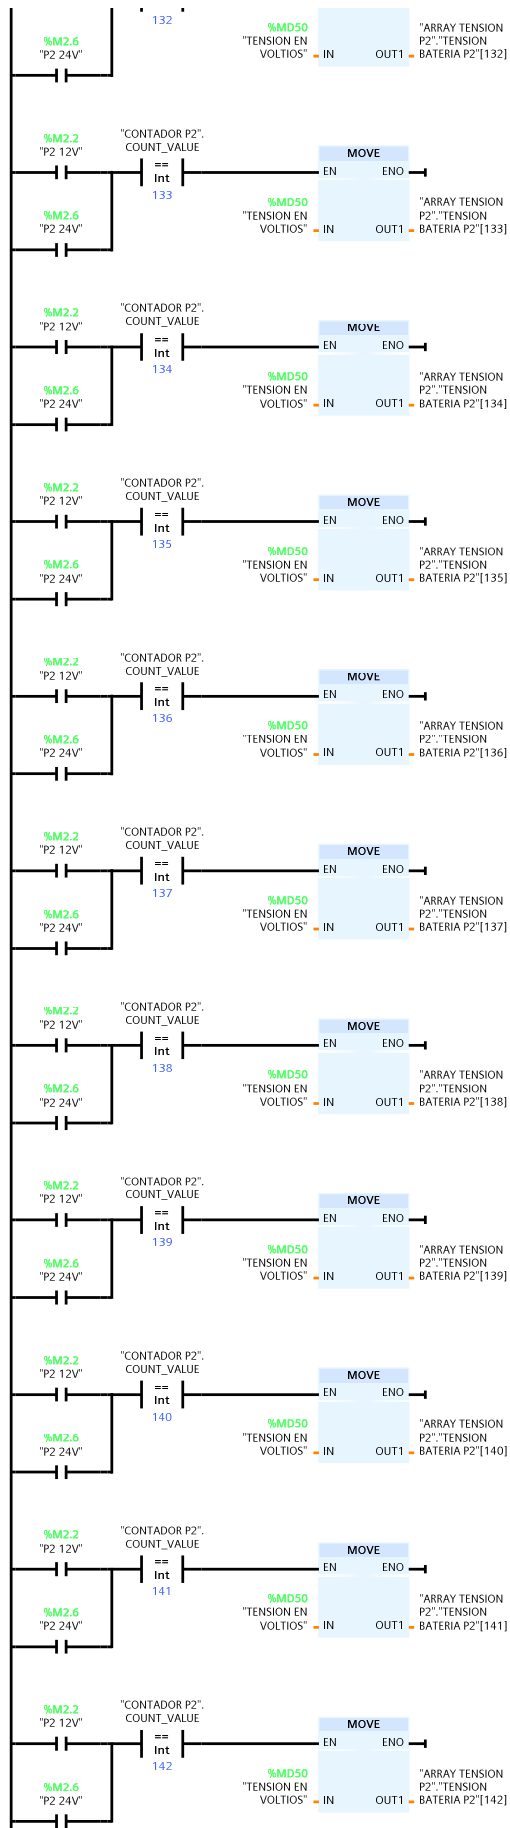 132
%MD50
"TENSION EN
VOLTIOS"
IN
OUT1
"ARRAY TENSION
P2"."TENSION
BATERIA P2"[132]
%M2.6
"P2 24V"
%M2.2
"P2 12V"
"CONTADOR P2".
COUNT_VALUE
==
Int
133
MOVE
EN
ENO
%MD50
"TENSION EN
VOLTIOS"
IN
OUT1
"ARRAY TENSION
P2"."TENSION
BATERIA P2"[133]
%M2.6
"P2 24V"
%M2.2
"P2 12V"
"CONTADOR P2".
COUNT_VALUE
==
Int
134
MOVE
EN
ENO
%MD50
"TENSION EN
VOLTIOS"
IN
OUT1
"ARRAY TENSION
P2"."TENSION
BATERIA P2"[134]
%M2.6
"P2 24V"
%M2.2
"P2 12V"
"CONTADOR P2".
COUNT_VALUE
==
Int
135
MOVE
EN
ENO
%MD50
"TENSION EN
VOLTIOS"
IN
OUT1
"ARRAY TENSION
P2"."TENSION
BATERIA P2"[135]
%M2.6
"P2 24V"
%M2.2
"P2 12V"
"CONTADOR P2".
COUNT_VALUE
==
Int
136
MOVE
EN
ENO
%MD50
"TENSION EN
VOLTIOS"
IN
OUT1
"ARRAY TENSION
P2"."TENSION
BATERIA P2"[136]
%M2.6
"P2 24V"
%M2.2
"P2 12V"
"CONTADOR P2".
COUNT_VALUE
==
Int
137
MOVE
EN
ENO
%MD50
"TENSION EN
VOLTIOS"
IN
OUT1
"ARRAY TENSION
P2"."TENSION
BATERIA P2"[137]
%M2.6
"P2 24V"
%M2.2
"P2 12V"
"CONTADOR P2".
COUNT_VALUE
==
Int
138
MOVE
EN
ENO
%MD50
"TENSION EN
VOLTIOS"
IN
OUT1
"ARRAY TENSION
P2"."TENSION
BATERIA P2"[138]
%M2.6
"P2 24V"
%M2.2
"P2 12V"
"CONTADOR P2".
COUNT_VALUE
==
Int
139
MOVE
EN
ENO
%MD50
"TENSION EN
VOLTIOS"
IN
OUT1
"ARRAY TENSION
P2"."TENSION
BATERIA P2"[139]
%M2.6
"P2 24V"
%M2.2
"P2 12V"
"CONTADOR P2".
COUNT_VALUE
==
Int
140
MOVE
EN
ENO
%MD50
"TENSION EN
VOLTIOS"
IN
OUT1
"ARRAY TENSION
P2"."TENSION
BATERIA P2"[140]
%M2.6
"P2 24V"
%M2.2
"P2 12V"
"CONTADOR P2".
COUNT_VALUE
==
Int
141
MOVE
EN
ENO
%MD50
"TENSION EN
VOLTIOS"
IN
OUT1
"ARRAY TENSION
P2"."TENSION
BATERIA P2"[141]
%M2.6
"P2 24V"
%M2.2
"P2 12V"
"CONTADOR P2".
COUNT_VALUE
==
Int
142
MOVE
EN
ENO
%MD50
"TENSION EN
VOLTIOS"
IN
OUT1
"ARRAY TENSION
P2"."TENSION
BATERIA P2"[142]
%M2.6
"P2 24V"